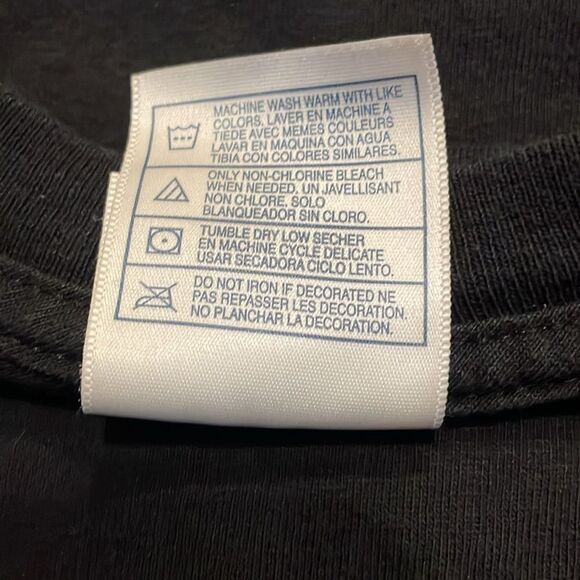 MACHINE WASH WARM WITH LIKE
COLORS, LAVER EN MACHINE A
TIEDE AVEC MEMES COULEURS
LAVAR EN MAQUINA CON AGUA
TIBIA CON COLORES SIMILARES.
ONLY NON-CHLORINE BLEACH
WHEN NEEDED. UN JAVELLISANT
NON CHLORE. SOLO
BLANQUEADOR SIN CLORO.
TUMBLE DRY LOW SECHER
EN MACHINE CYCLE DELICATE
USAR SECADORA CICLO LENTO.
DO NOT IRON IF DECORATED NE
PAS REPASSER LES DECORATION.
NO PLANCHAR LA DECORATION.